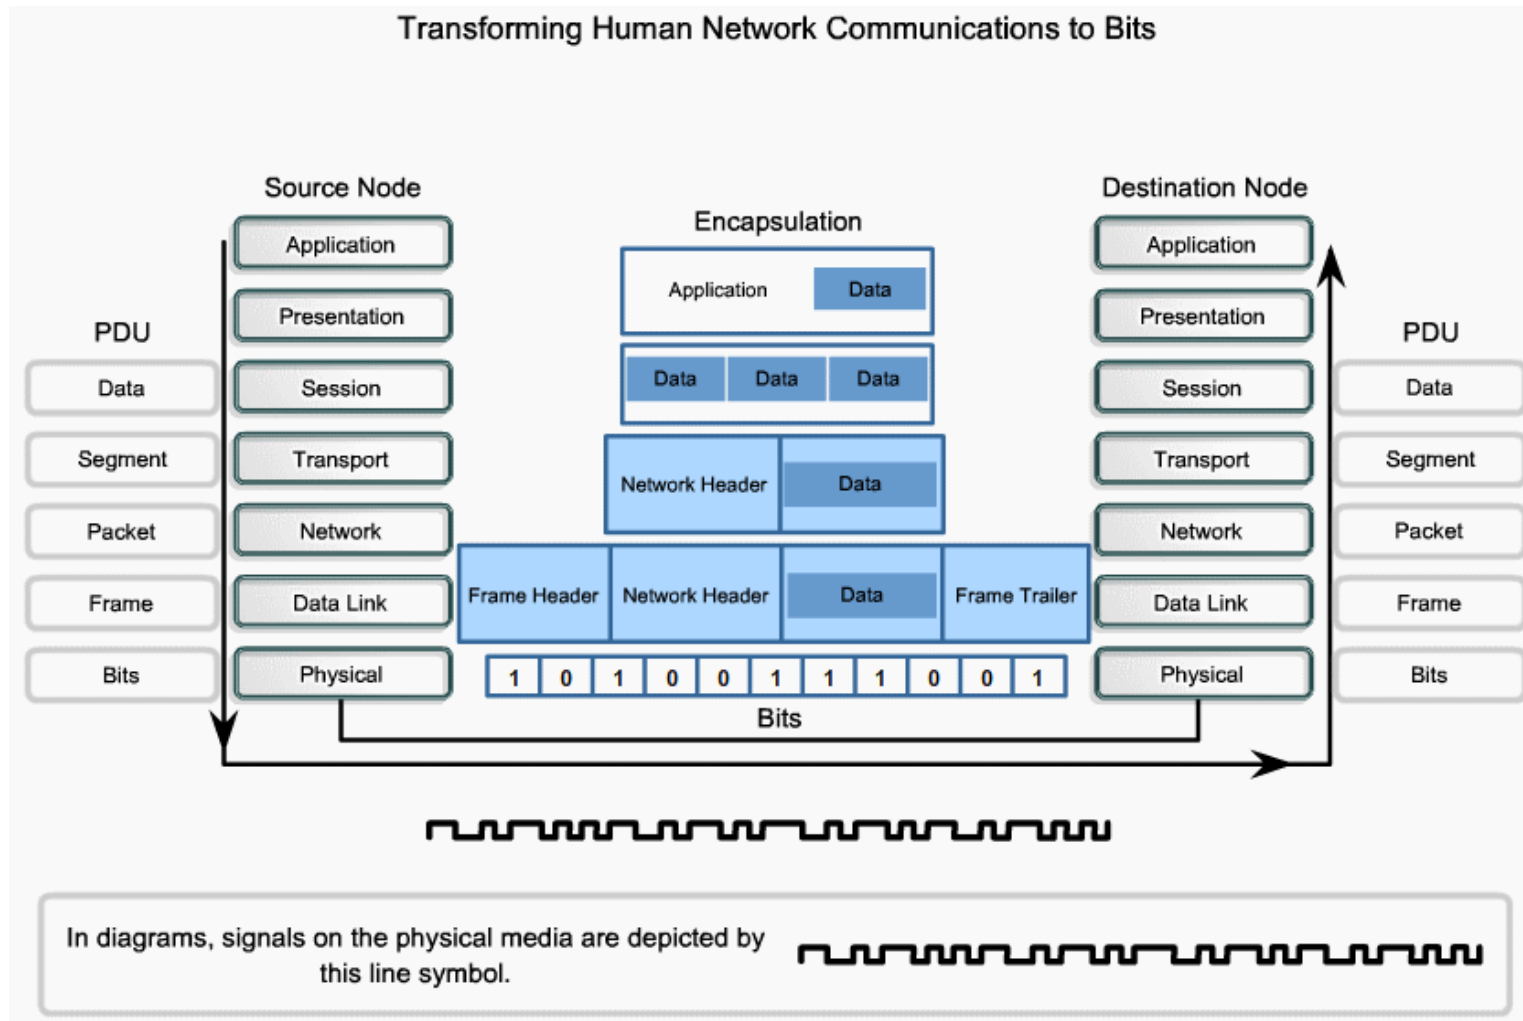 Transforming Human Network Communications to Bits
Source Node
Destination Node
Encapsulation
Application
Application
Data
Application
Presentation
Presentation
PDU
PDU
Data
Session
Data
Data
Data
Session
Data
Segment
Transport
Network Header
Data
Transport
Segment
Packet
Network
Network
Packet
Frame
Data Link
Frame Header
Network Header
Data
Frame Trailer
Data Link
Frame
Bits
Physical
1 0 1 0 0 1 1 1 0 0 1
Physical
Bits
Bits
In diagrams, signals on the physical media are depicted by
this line symbol.